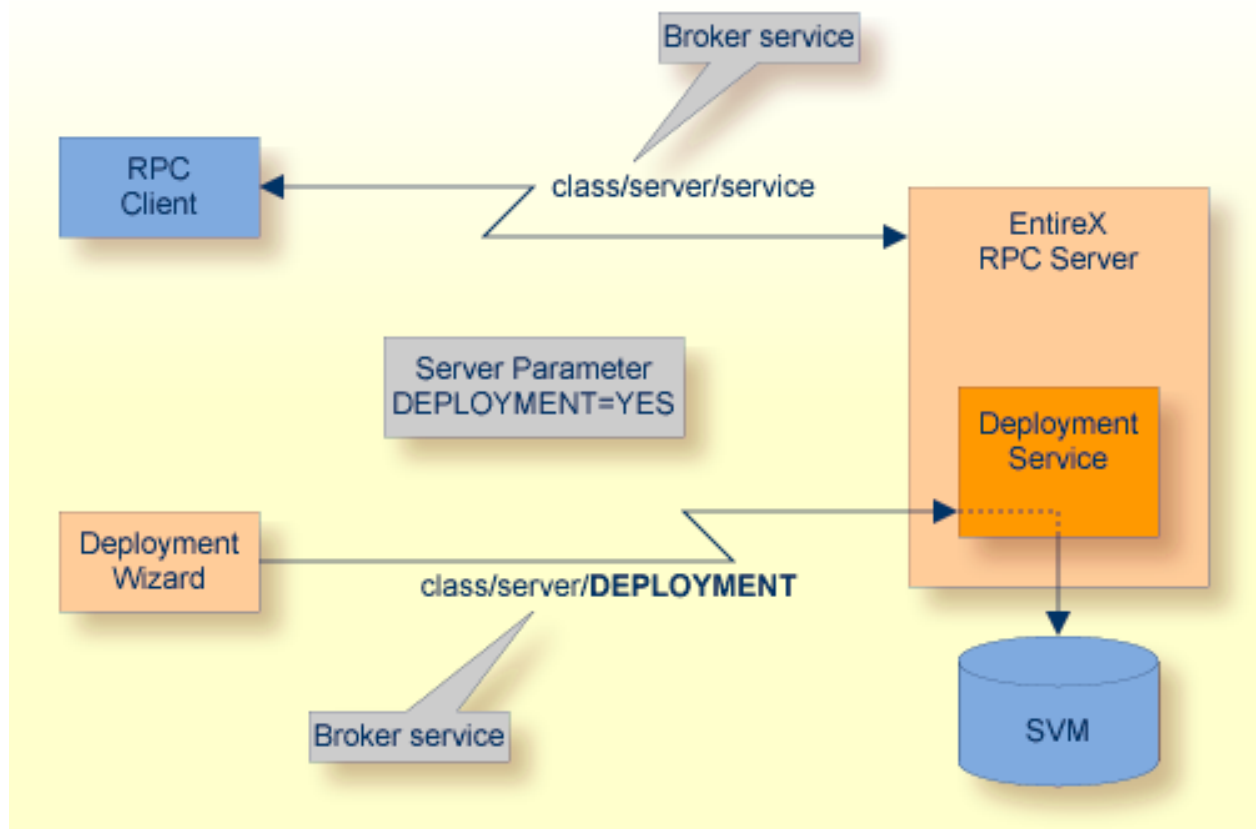 Broker service
RPC
Client
class/server/service
EntireX
RPC Server
Server Parameter
DEPLOYMENT=YES
Deployment
Service
Deployment
Wizard
class/server/DEPLOYMENT
Broker service
SVM